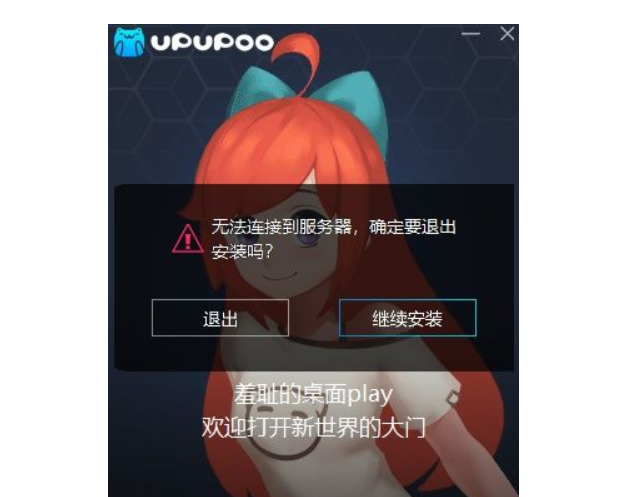 UPUPOO
无法连接到服务器，确定要退出
安装吗？
退出
继续安装
羞耻的桌面play
欢迎打开新世界的大门